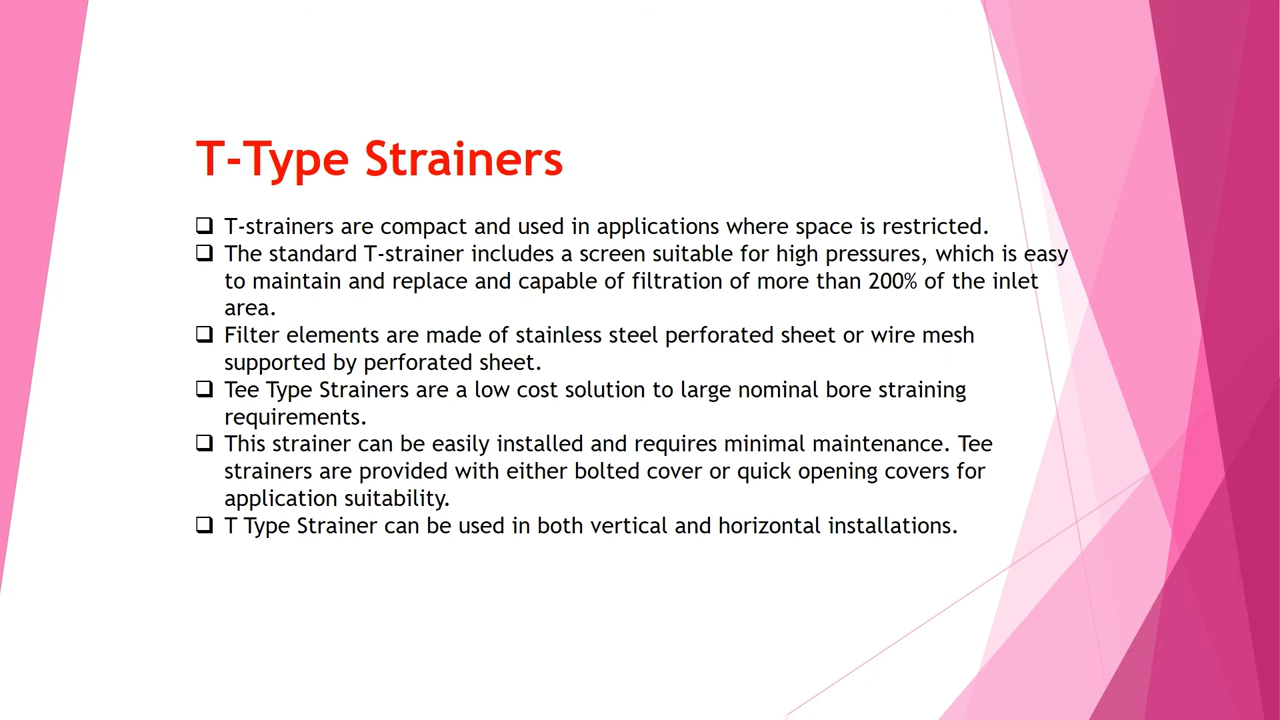 T-Type Strainers
❑ T-strainers are compact and used in applications where space is restricted.
❑ The standard T-strainer includes a screen suitable for high pressures, which is easy
to maintain and replace and capable of filtration of more than 200% of the inlet
area.
❑ Filter elements are made of stainless steel perforated sheet or wire mesh
supported by perforated sheet.
❑ Tee Type Strainers are a low cost solution to large nominal bore straining
requirements.
❑ This strainer can be easily installed and requires minimal maintenance. Tee
strainers are provided with either bolted cover or quick opening covers for
application suitability.
❑ T Type Strainer can be used in both vertical and horizontal installations.